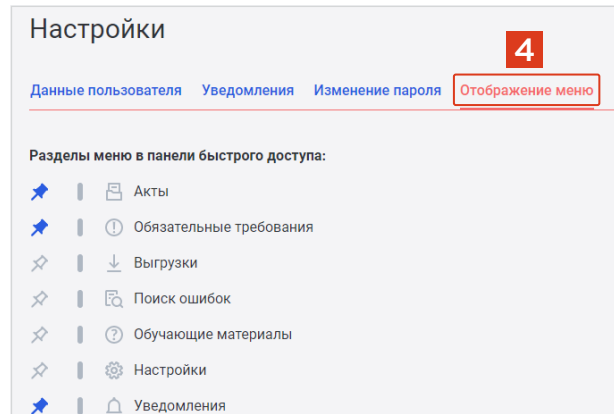 Настройки
4
Данные пользователя Уведомления Изменение пароля Отображение меню
Разделы меню в панели быстрого доступа:
Акты
Обязательные требования
Выгрузки
Поиск ошибок
Обучающие материалы
Настройки
Уведомления